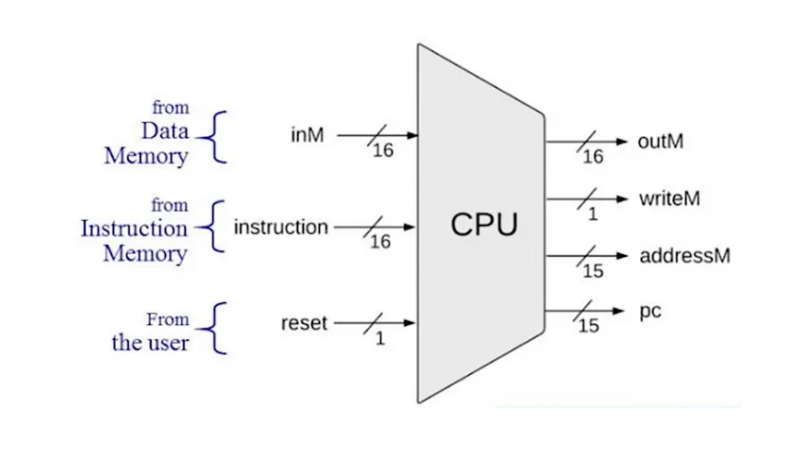 from
Data
Memory
inM
16
from
Instruction
Memory
instruction
16
From
the user
reset
1
CPU
outM
16
writeM
1
addressM
15
pc
15